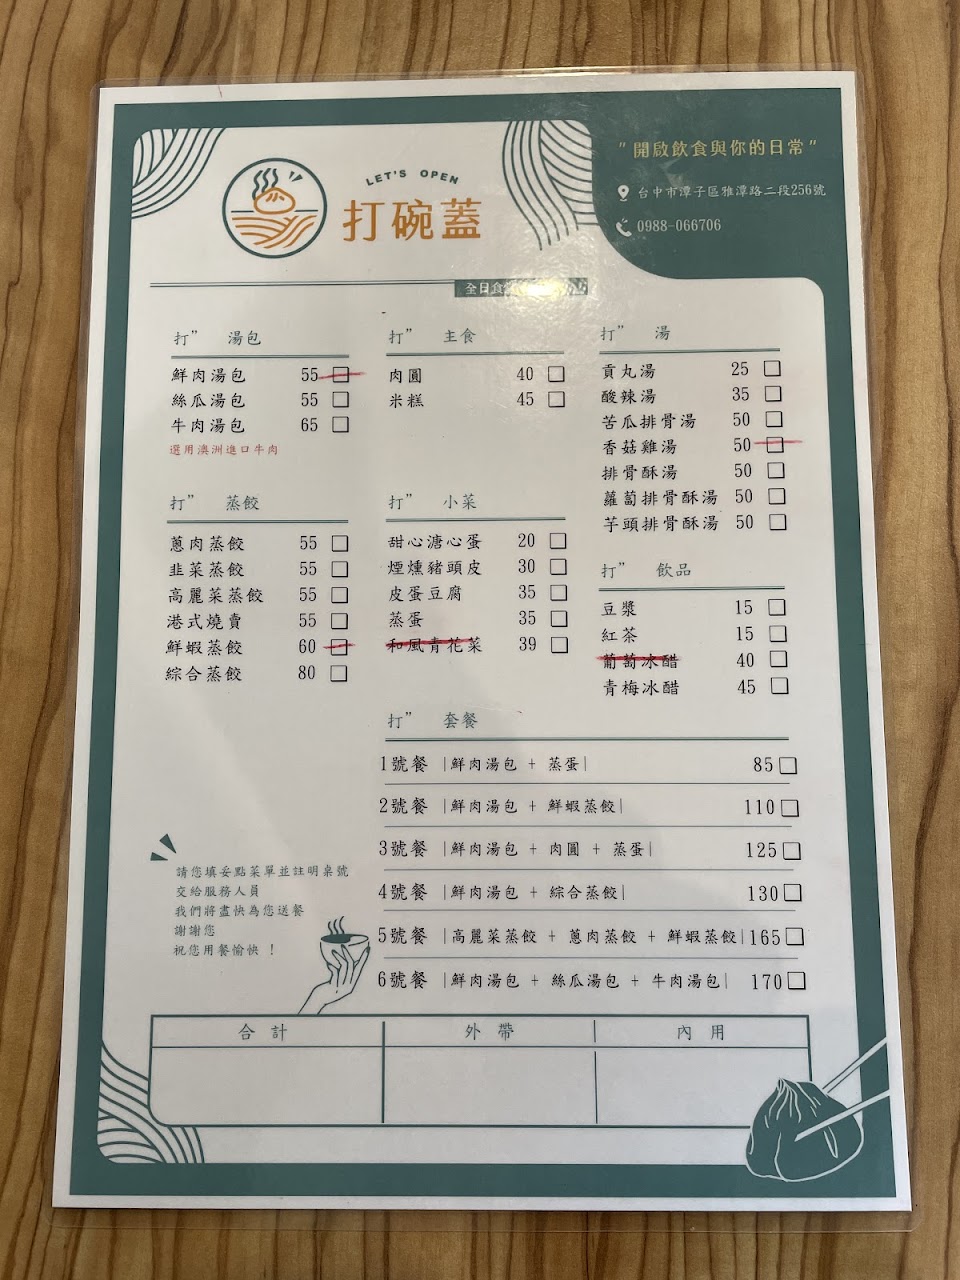 LET'S OPEN
打碗蓋
"開啟飲食與你的日常"
台中市潭子區雅潭路二段256號
0988-066706
全日食
打” 湯包
鮮肉湯包 55
絲瓜湯包 55
牛肉湯包 65
選用澳洲進口牛肉
打” 蒸餃
蔥肉蒸餃 55
韭菜蒸餃 55
高麗菜蒸餃 55
港式燒賣 55
鮮蝦蒸餃 60
綜合蒸餃 80
打” 主食
肉圓 40
米糕 45
打” 小菜
甜心溏心蛋 20
煙燻豬頭皮 30
皮蛋豆腐 35
蒸蛋 35
和風青花菜 39
打” 湯
貢丸湯 25
酸辣湯 35
苦瓜排骨湯 50
香菇雞湯 50
排骨酥湯 50
蘿蔔排骨酥湯 50
芋頭排骨酥湯 50
打” 飲品
豆漿 15
紅茶 15
葡萄冰醋 40
青梅冰醋 45
打” 套餐
1號餐 |鮮肉湯包 + 蒸蛋| 85
2號餐 |鮮肉湯包 + 鮮蝦蒸餃| 110
3號餐 |鮮肉湯包 + 肉圓 + 蒸蛋| 125
4號餐 |鮮肉湯包 + 綜合蒸餃| 130
5號餐 |高麗菜蒸餃 + 蔥肉蒸餃 + 鮮蝦蒸餃| 165
6號餐 |鮮肉湯包 + 絲瓜湯包 + 牛肉湯包| 170
請您填妥點菜單並註明桌號
交給服務人員
我們將盡快為您送餐
謝謝您
祝您用餐愉快 !
合 計 外 帶 內 用